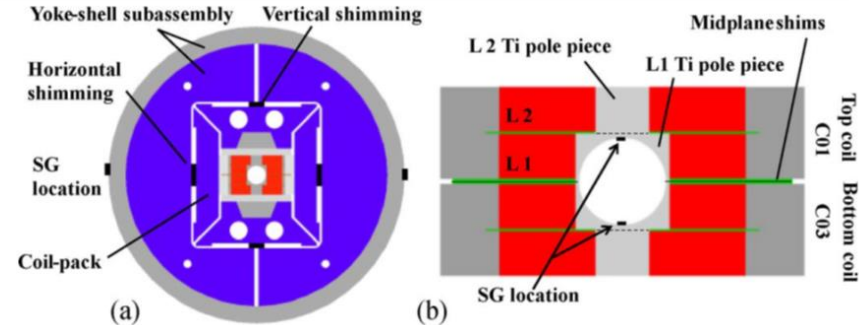 Yoke-shell subassembly
Vertical shimming
Horizontal
shimming
SG
location
Coil-pack
(a)
Midplane shims
L 2 Ti pole piece
L1 Ti pole piece
L 2
L 1
Top coil
C01
Bottom coil
C03
SG location
(b)